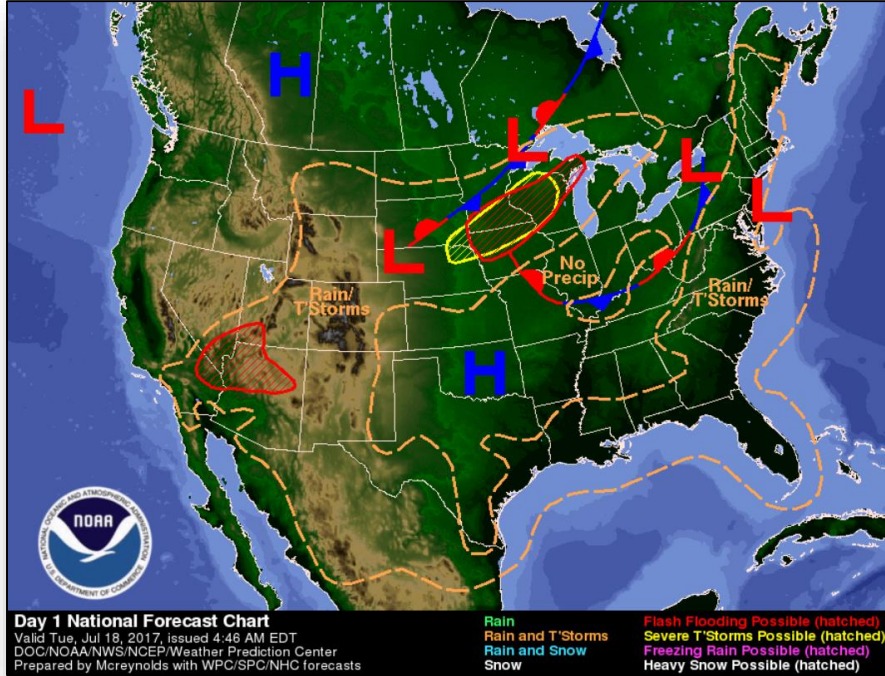 H
L
L
L
L
L
No
Precip
Rain/
T'Storms
Rain/
T'Storms
H
NATIONAL OCEANIC AND ATMOSPHERIC ADMINISTRATION
NOAA
U.S. DEPARTMENT OF COMMERCE
Day 1 National Forecast Chart
Valid Tue, Jul 18, 2017, issued 4:46 AM EDT
DOC/NOAA/NWS/NCEP/Weather Prediction Center
Prepared by Mcreynolds with WPC/SPC/NHC forecasts
Rain
Rain and T'Storms
Rain and Snow
Snow
Flash Flooding Possible (hatched)
Severe T'Storms Possible (hatched)
Freezing Rain Possible (hatched)
Heavy Snow Possible (hatched)